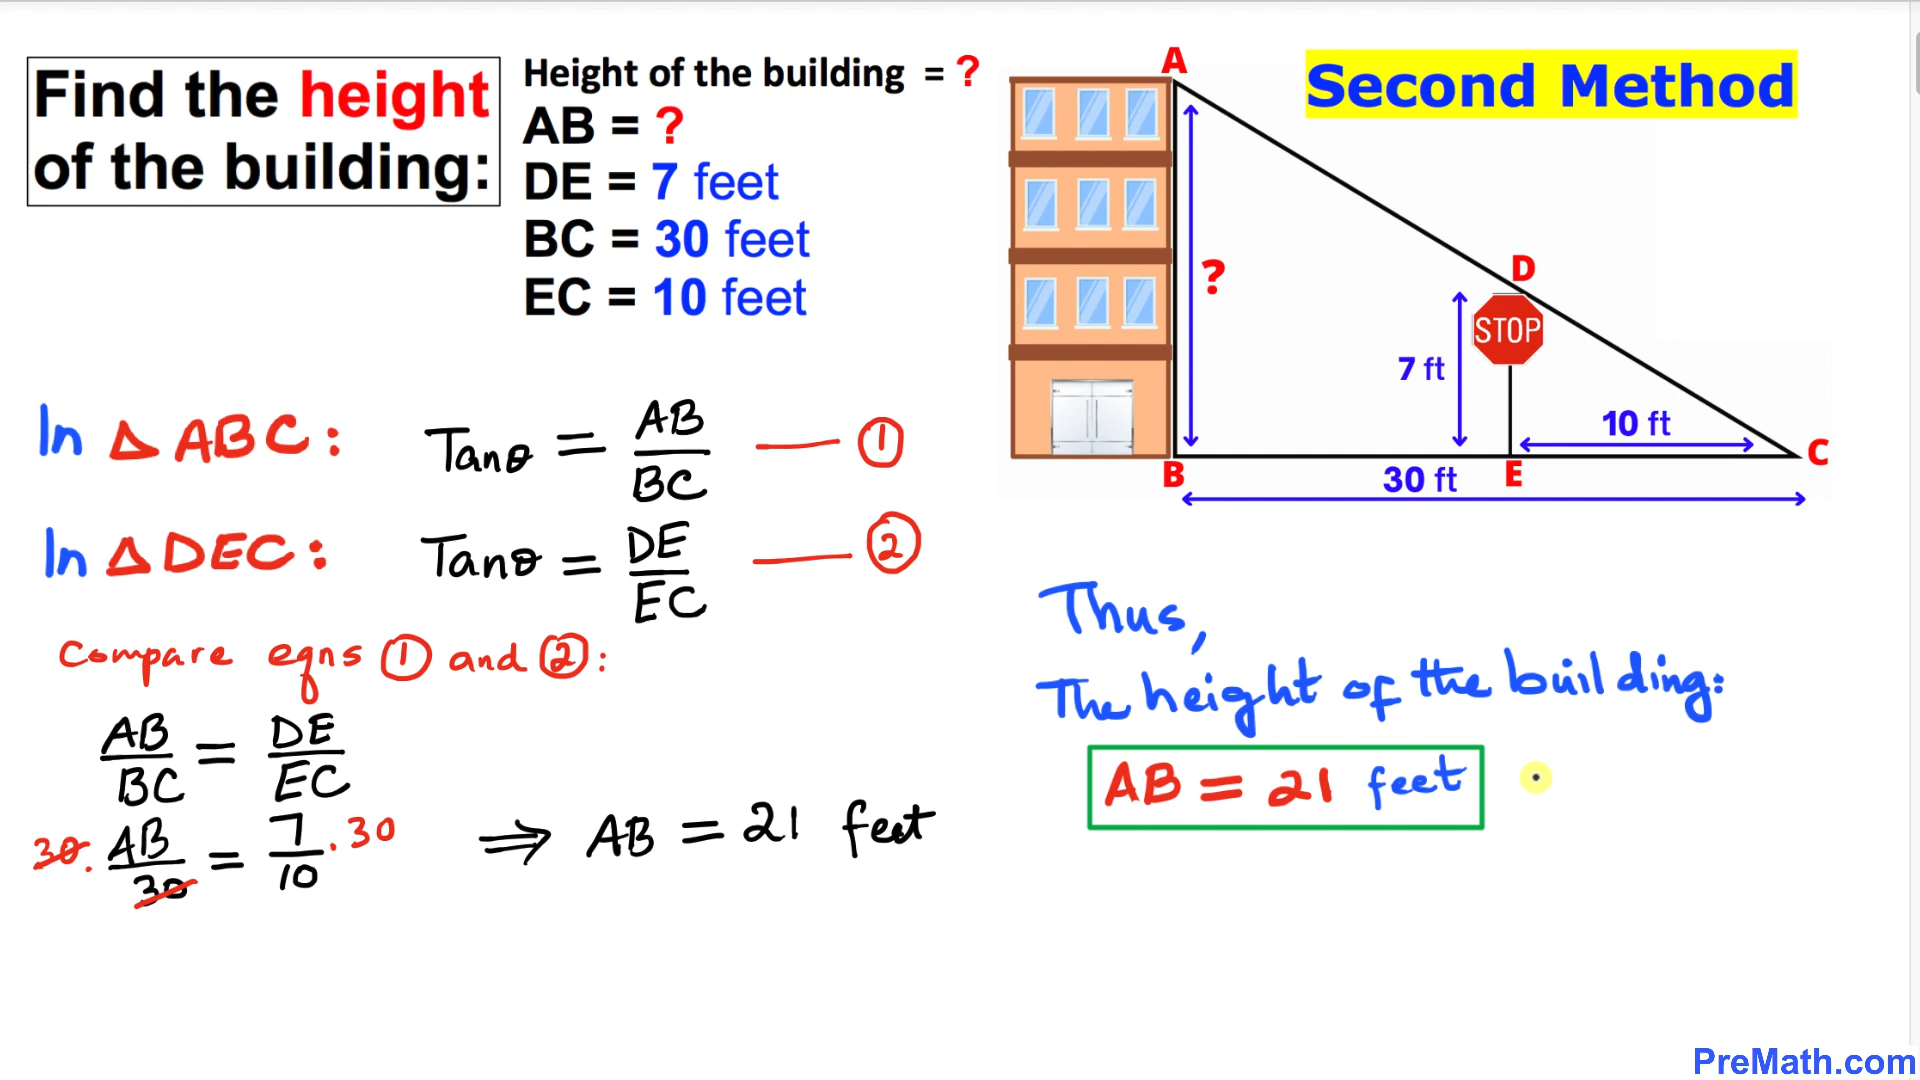 Find the height
of the building:
Height of the building = ?
AB = ?
DE = 7 feet
BC = 30 feet
EC = 10 feet
Second Method
A
?
D
STOP
7 ft
10 ft
C
B
30 ft
E
In △ ABC: Tanθ = AB/BC —— ①
In △ DEC: Tanθ = DE/EC —— ②
Compare eqns ① and ②:
AB/BC = DE/EC
30. AB/30 = 7/10 . 30 ⇒ AB = 21 feet
Thus,
The height of the building:
AB = 21 feet
PreMath.com